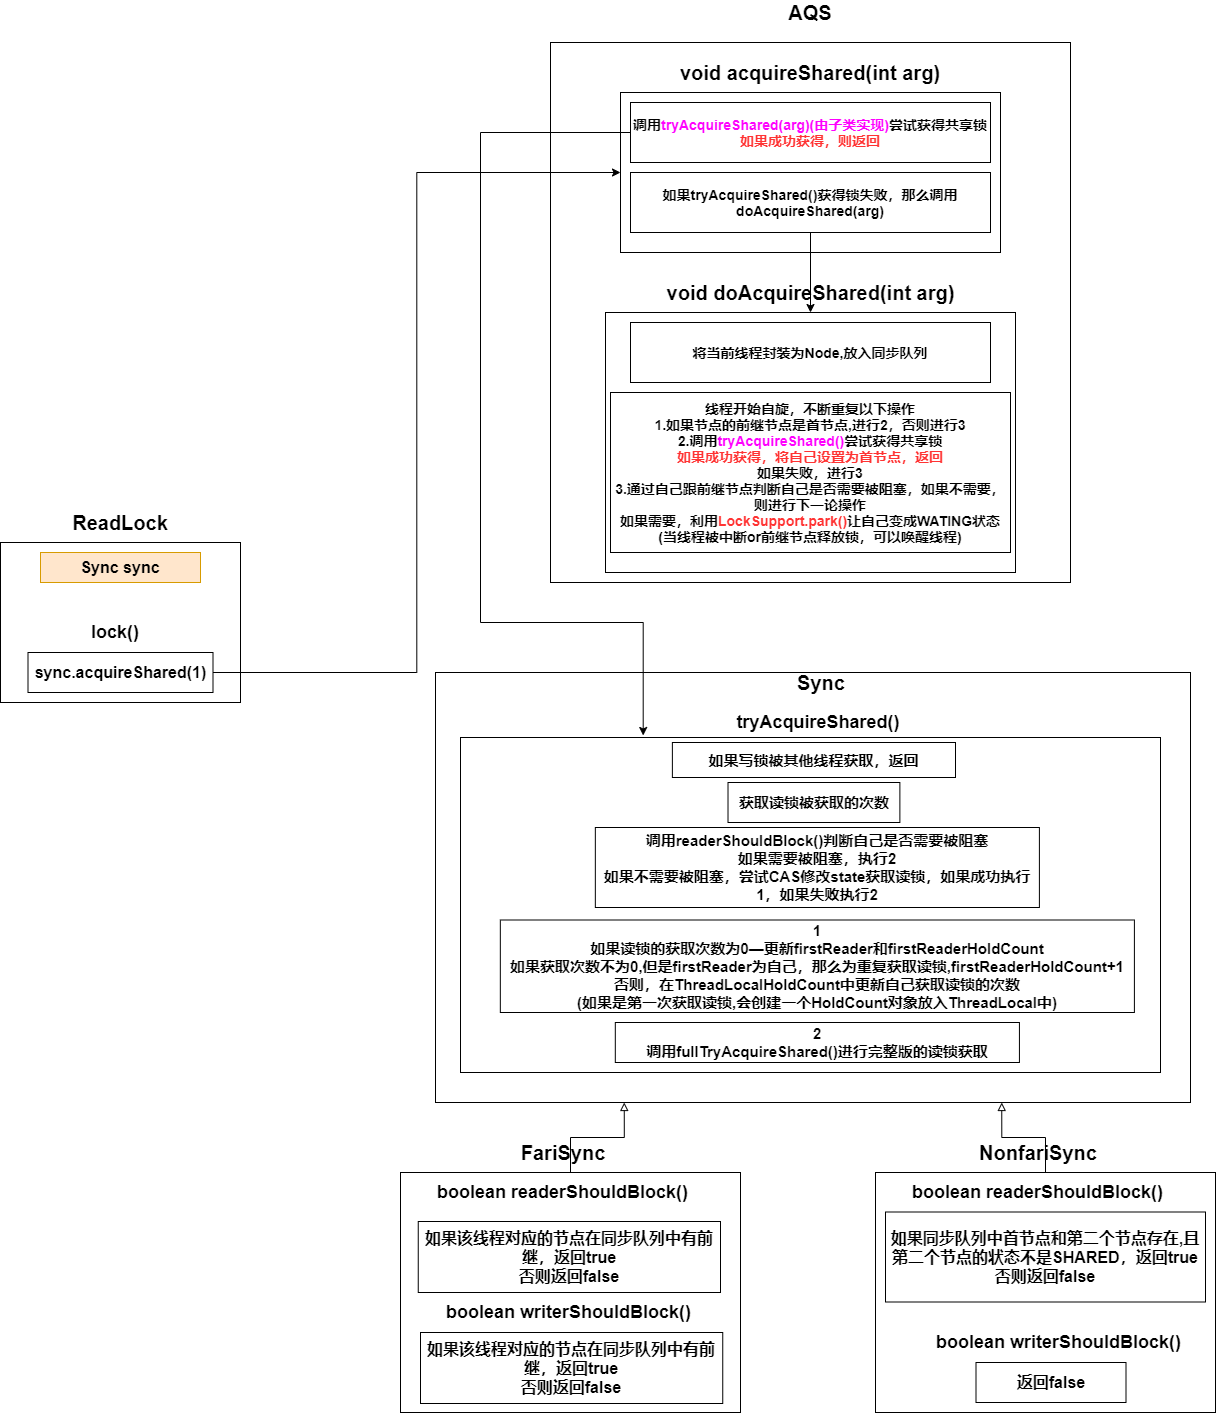 AQS
void acquireShared(int arg)
调用tryAcquireShared(arg)(由子类实现)尝试获得共享锁
如果成功获得，则返回
如果tryAcquireShared()获得锁失败，那么调用
doAcquireShared(arg)
void doAcquireShared(int arg)
将当前线程封装为Node,放入同步队列
线程开始自旋，不断重复以下操作
1.如果节点的前继节点是首节点,进行2，否则进行3
2.调用tryAcquireShared()尝试获得共享锁
如果成功获得，将自己设置为首节点，返回
如果失败，进行3
3.通过自己跟前继节点判断自己是否需要被阻塞，如果不需要，
则进行下一论操作
如果需要，利用LockSupport.park()让自己变成WATING状态
(当线程被中断or前继节点释放锁，可以唤醒线程)
ReadLock
Sync sync
lock()
sync.acquireShared(1)
Sync
tryAcquireShared()
如果写锁被其他线程获取，返回
获取读锁被获取的次数
调用readerShouldBlock()判断自己是否需要被阻塞
如果需要被阻塞，执行2
如果不需要被阻塞，尝试CAS修改state获取读锁，如果成功执行
1，如果失败执行2
1
如果读锁的获取次数为0—更新firstReader和firstReaderHoldCount
如果获取次数不为0,但是firstReader为自己，那么为重复获取读锁,firstReaderHoldCount+1
否则，在ThreadLocalHoldCount中更新自己获取读锁的次数
(如果是第一次获取读锁,会创建一个HoldCount对象放入ThreadLocal中)
2
调用fullTryAcquireShared()进行完整版的读锁获取
FariSync
boolean readerShouldBlock()
如果该线程对应的节点在同步队列中有前
继，返回true
否则返回false
boolean writerShouldBlock()
如果该线程对应的节点在同步队列中有前
继，返回true
否则返回false
NonfariSync
boolean readerShouldBlock()
如果同步队列中首节点和第二个节点存在,且
第二个节点的状态不是SHARED，返回true
否则返回false
boolean writerShouldBlock()
返回false